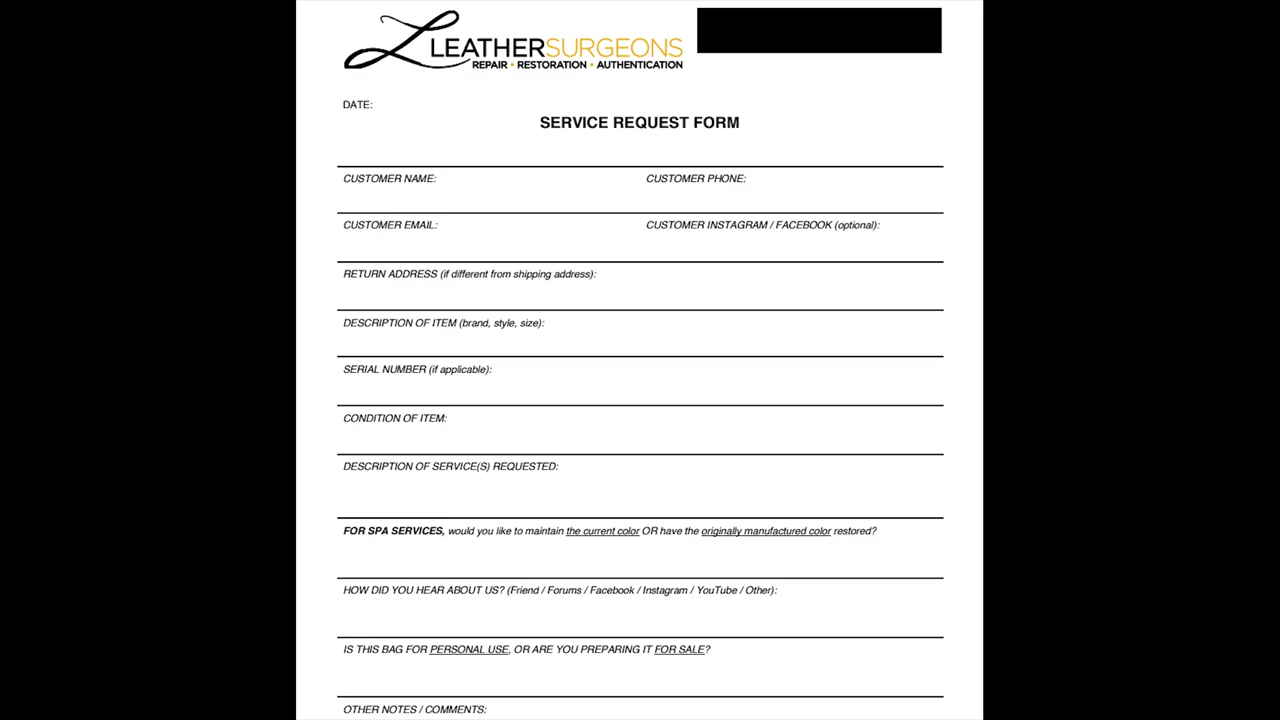 LEATHERSURGEONS
REPAIR • RESTORATION • AUTHENTICATION
DATE:
SERVICE REQUEST FORM
CUSTOMER NAME: CUSTOMER PHONE:
CUSTOMER EMAIL: CUSTOMER INSTAGRAM / FACEBOOK (optional):
RETURN ADDRESS (if different from shipping address):
DESCRIPTION OF ITEM (brand, style, size):
SERIAL NUMBER (if applicable):
CONDITION OF ITEM:
DESCRIPTION OF SERVICE(S) REQUESTED:
FOR SPA SERVICES, would you like to maintain the current color OR have the originally manufactured color restored?
HOW DID YOU HEAR ABOUT US? (Friend / Forums / Facebook / Instagram / YouTube / Other):
IS THIS BAG FOR PERSONAL USE, OR ARE YOU PREPARING IT FOR SALE?
OTHER NOTES / COMMENTS: